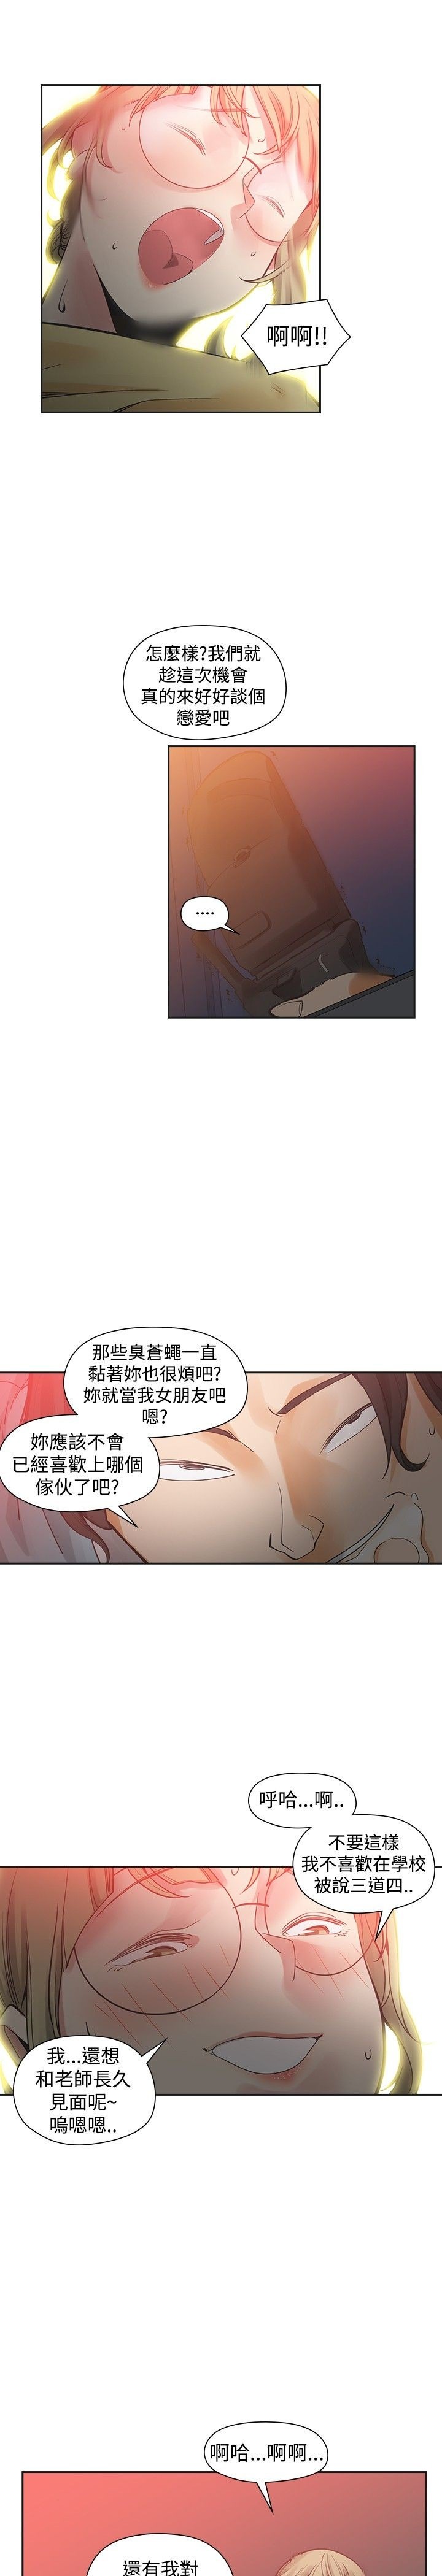 啊啊!!
怎麼樣?我們就
趁這次機會
真的來好好談個
戀愛吧
....
那些臭蒼蠅一直
黏著妳也很煩吧?
妳就當我女朋友吧
嗯?
妳應該不會
已經喜歡上哪個
傢伙了吧?
呼哈...啊..
不要這樣
我不喜歡在學校
被說三道四..
我...還想
和老師長久
見面呢~
嗚嗯嗯..
啊哈...啊啊...
還有我對